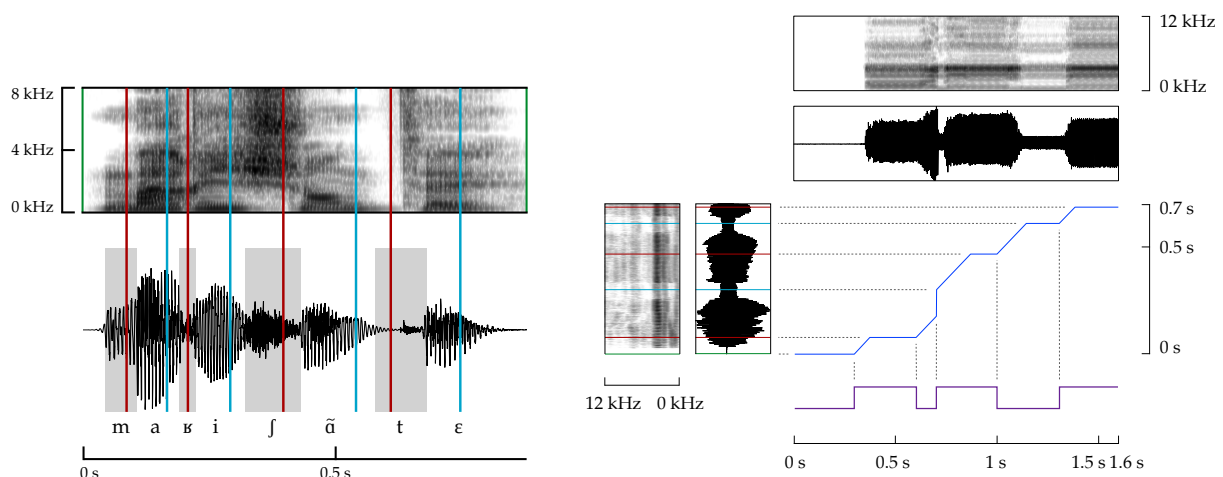 8 kHz
4 kHz
0 kHz
m a ʁ i ʃ ɑ̃ t ɛ
0 s 0.5 s
12 kHz
0 kHz
0.7 s
0.5 s
0 s
12 kHz 0 kHz
0 s 0.5 s 1 s 1.5 s 1.6 s